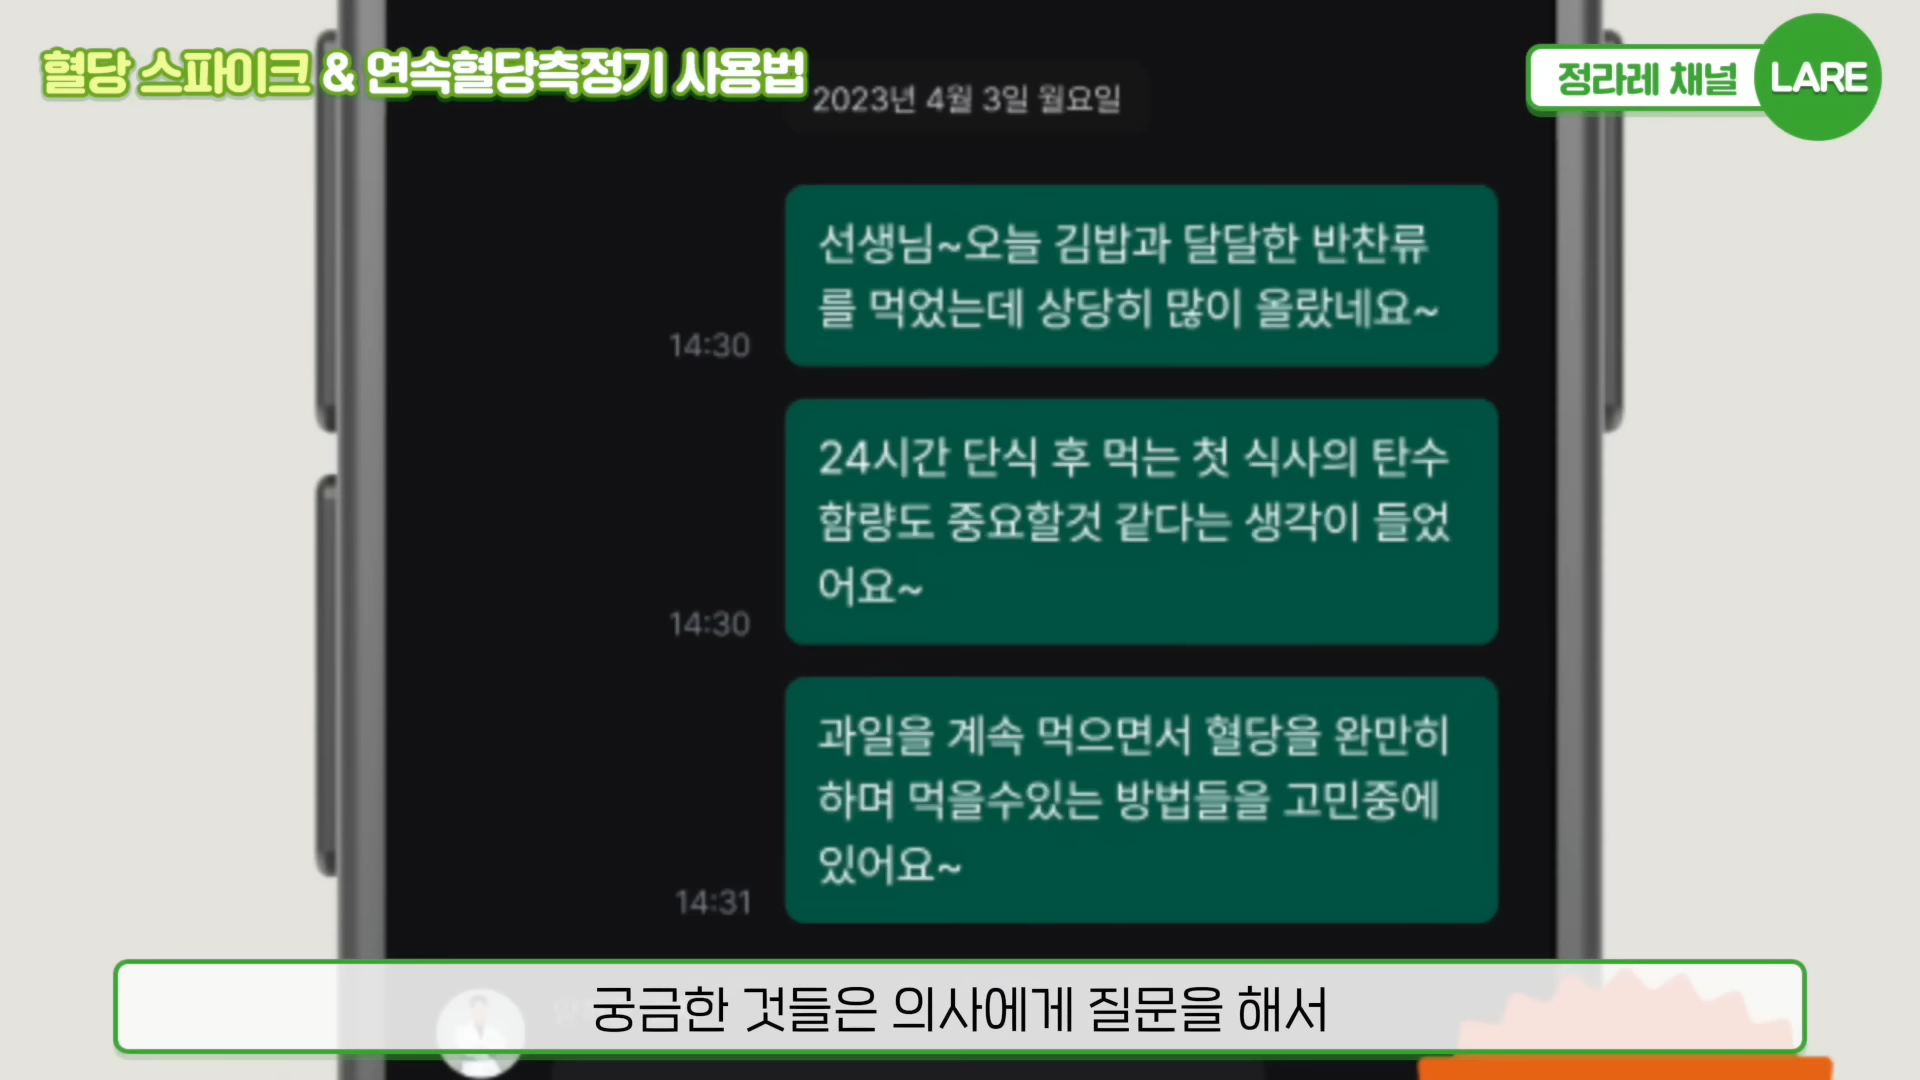 혈당 스파이크 & 연속혈당측정기 사용법
정라레 채널
LARE
2023년 4월 3일 월요일
선생님~오늘 김밥과 달달한 반찬류
를 먹었는데 상당히 많이 올랐네요~
14:30
24시간 단식 후 먹는 첫 식사의 탄수
함량도 중요할것 같다는 생각이 들었
어요~
14:30
과일을 계속 먹으면서 혈당을 완만히
하며 먹을수있는 방법들을 고민중에
있어요~
14:31
궁금한 것들은 의사에게 질문을 해서